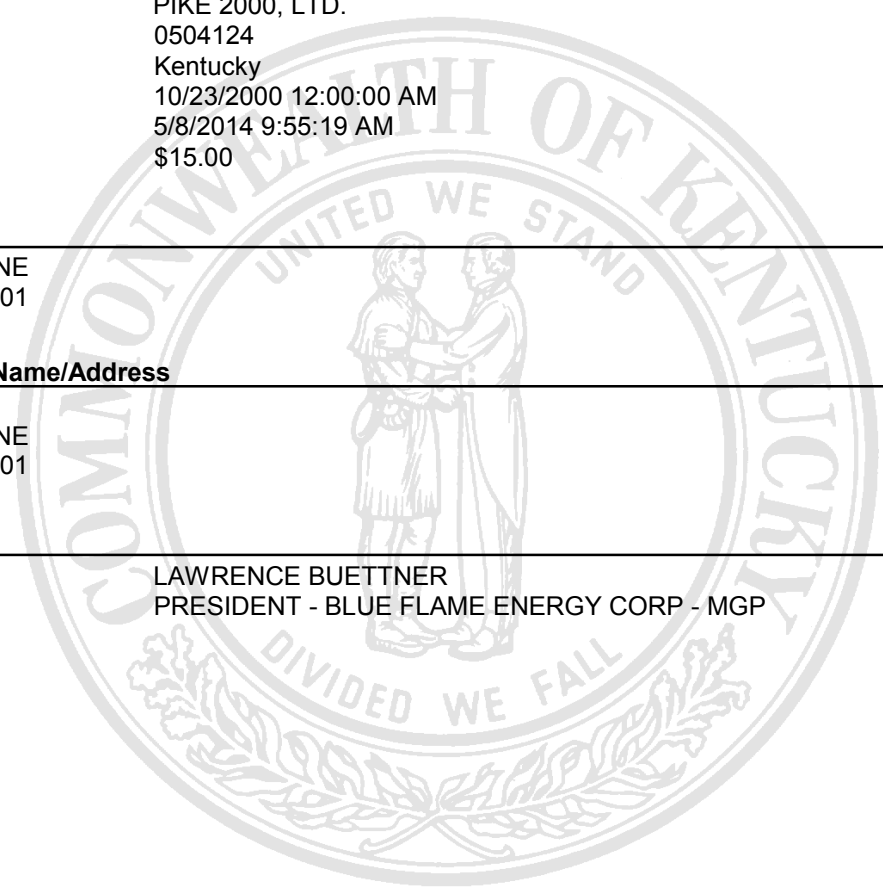 PIKE 2000, LTD.
0504124
Kentucky
10/23/2000 12:00:00 AM
5/8/2014 9:55:19 AM
$15.00
COMMONWEALTH OF KENTUCKY
UNITED WE STAND
NE
01
Name/Address
NE
01
LAWRENCE BUETTNER
PRESIDENT - BLUE FLAME ENERGY CORP - MGP
DIVIDED WE FALL